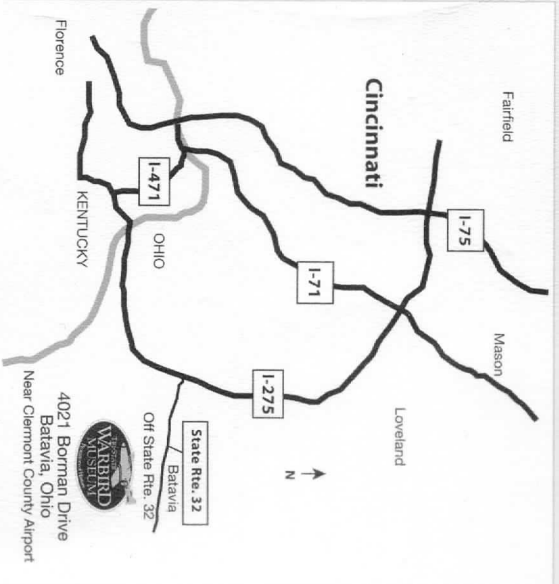 Fairfield
Mason
I-75
Loveland
Cincinnati
I-71
N
I-275
State Rte. 32
Batavia
OHIO
I-471
Off State Rte. 32
WARBIRD
MUSEUM
KENTUCKY
Florence
4021 Borman Drive
Batavia, Ohio
Near Clermont County Airport